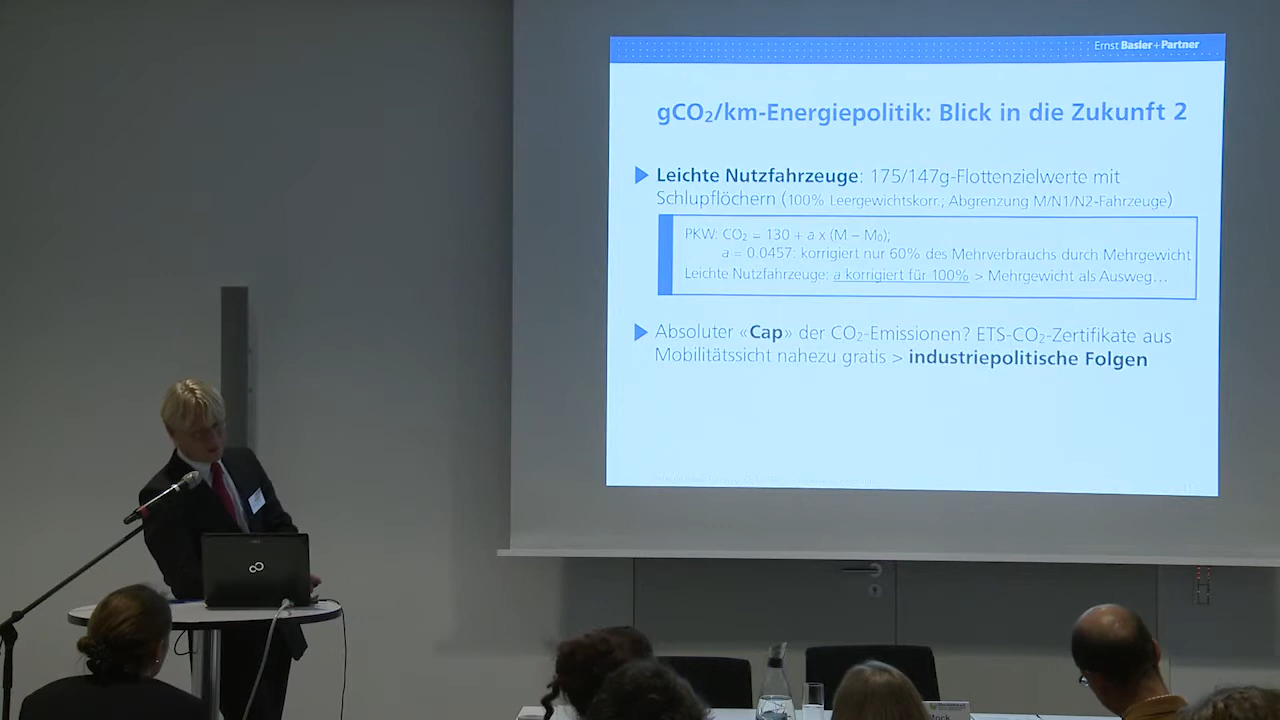 Ernst Basler + Partner
gCO₂/km-Energiepolitik: Blick in die Zukunft 2
Leichte Nutzfahrzeuge: 175/147g-Flottenzielwerte mit
Schlupflöchern (100% Leergewichtskorr.; Abgrenzung M/N1/N2-Fahrzeuge)
PKW: CO₂ = 130 + a x (M – M₀);
a = 0.0457: korrigiert nur 60% des Mehrverbrauchs durch Mehrgewicht
Leichte Nutzfahrzeuge: a korrigiert für 100% > Mehrgewicht als Ausweg…
Absoluter «Cap» der CO₂-Emissionen? ETS-CO₂-Zertifikate aus
Mobilitätssicht nahezu gratis > industriepolitische Folgen